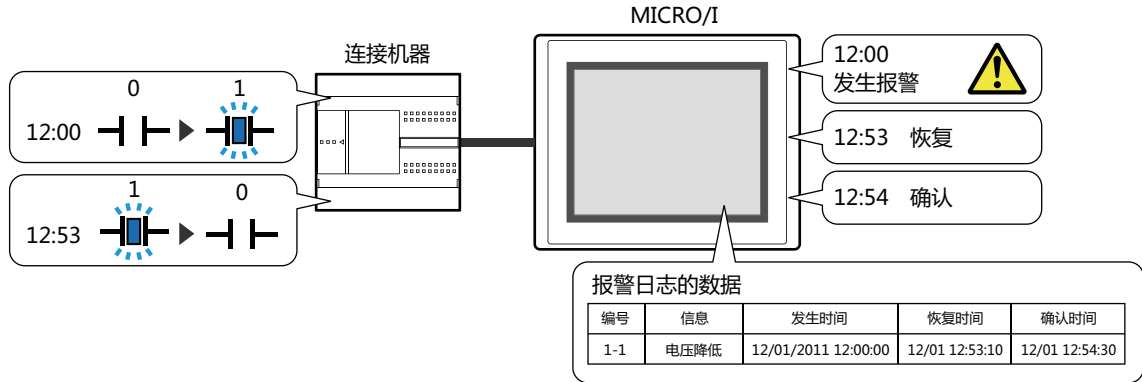 MICRO/I
连接机器
0 1
12:00
1 0
12:53
12:00
发生报警
12:53 恢复
12:54 确认
报警日志的数据
编号 信息 发生时间 恢复时间 确认时间
1-1 电压降低 12/01/2011 12:00:00 12/01 12:53:10 12/01 12:54:30